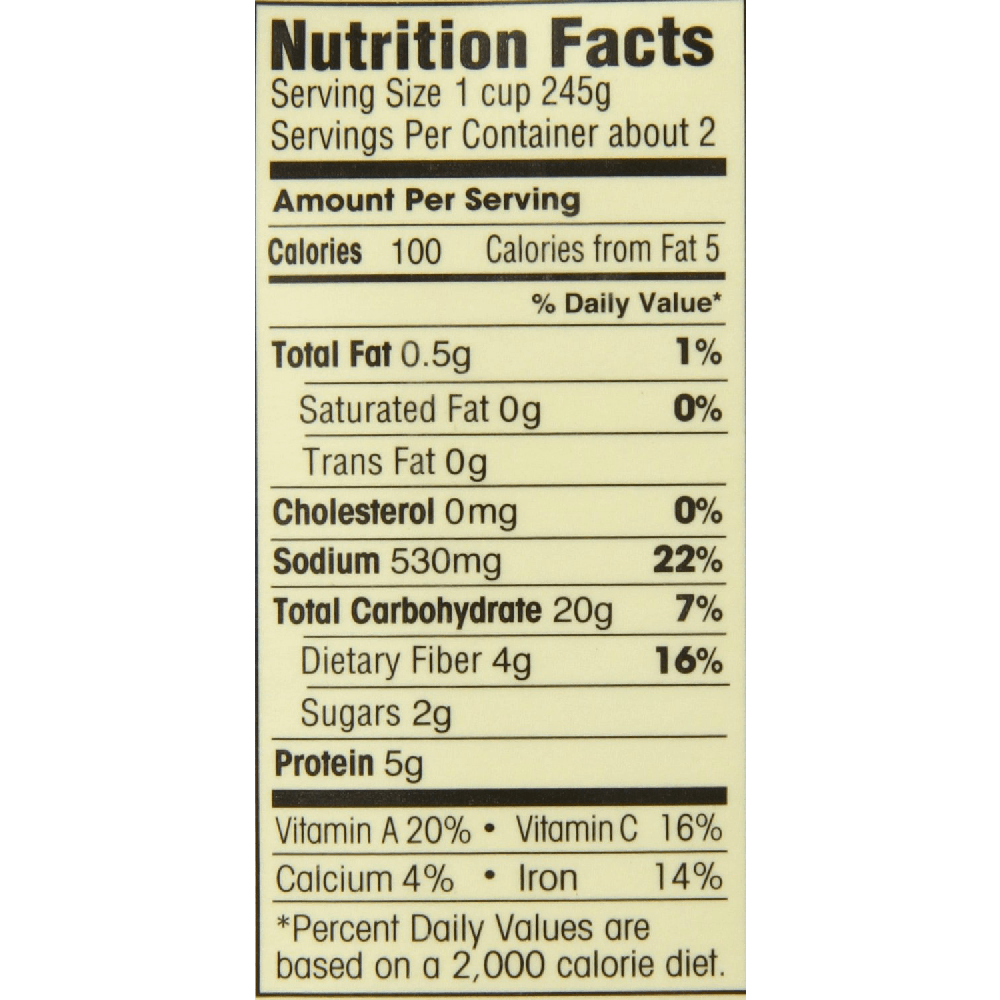 Nutrition Facts
Serving Size 1 cup 245g
Servings Per Container about 2
Amount Per Serving
Calories 100 Calories from Fat 5
% Daily Value*
Total Fat 0.5g 1%
Saturated Fat 0g 0%
Trans Fat 0g
Cholesterol 0mg 0%
Sodium 530mg 22%
Total Carbohydrate 20g 7%
Dietary Fiber 4g 16%
Sugars 2g
Protein 5g
Vitamin A 20% • Vitamin C 16%
Calcium 4% • Iron 14%
*Percent Daily Values are
based on a 2,000 calorie diet.